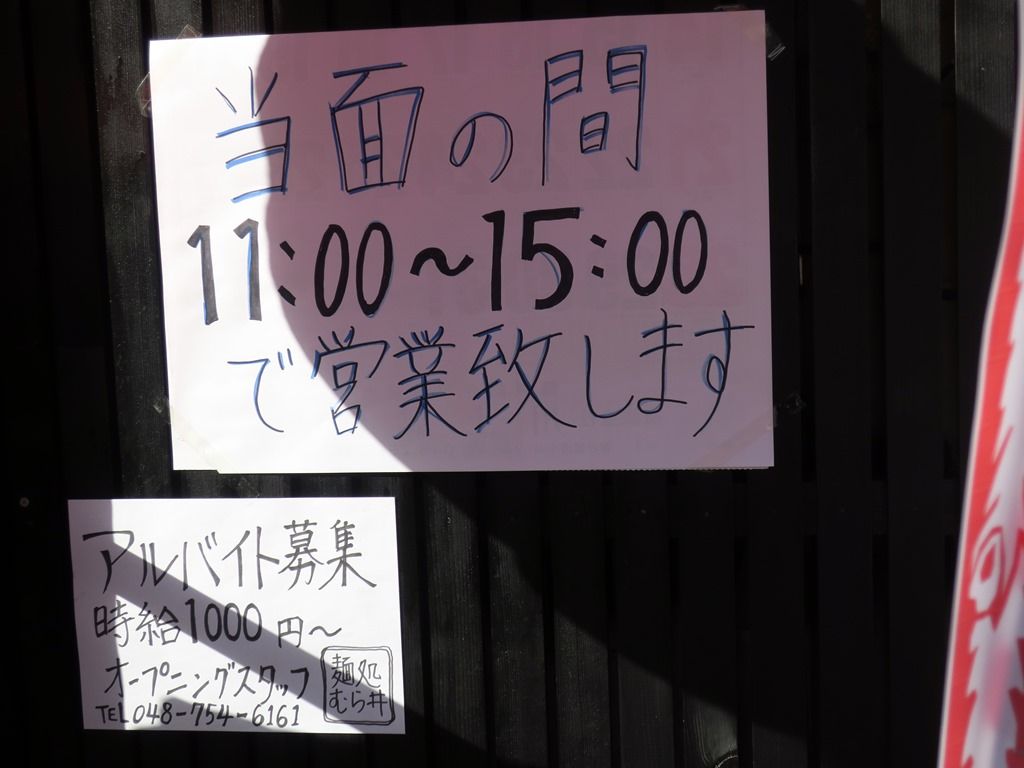 当面の間
11:00～15:00
で営業致します
アルバイト募集
時給1000円～
オープニングスタッフ
TEL048-754-6161
麺処
むら井